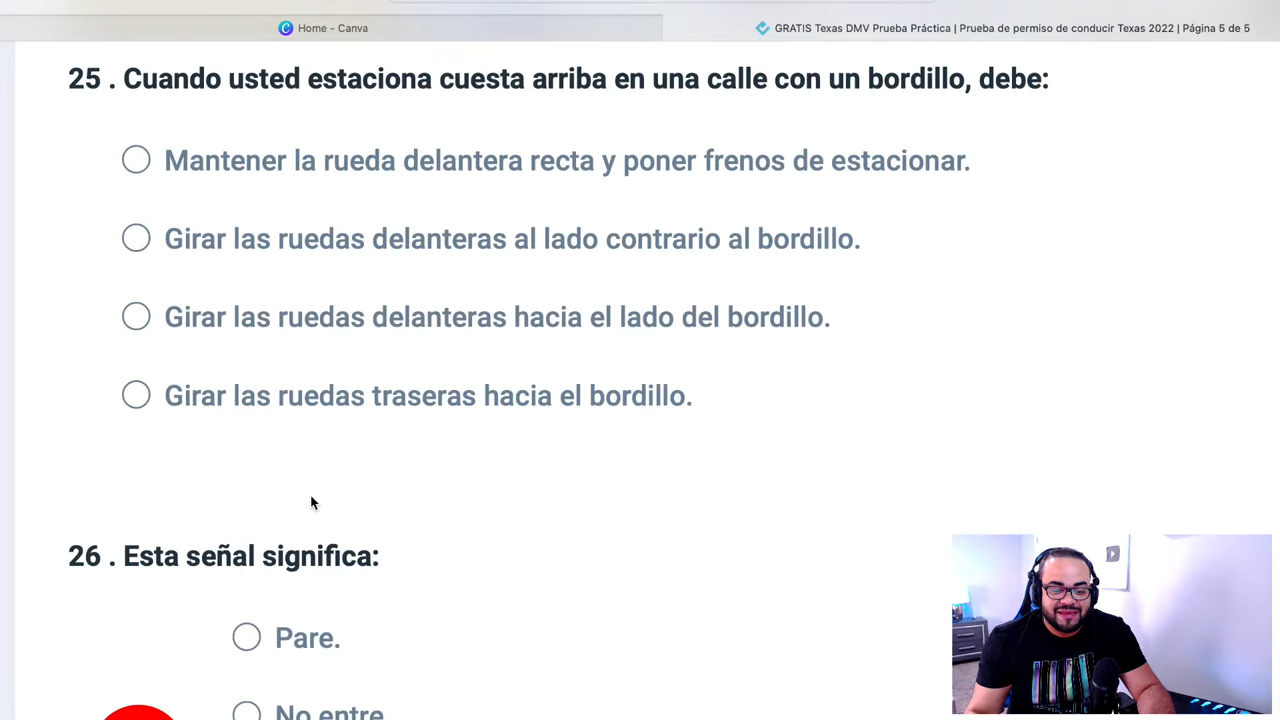 Home - Canva
GRATIS Texas DMV Prueba Práctica | Prueba de permiso de conducir Texas 2022 | Página 5 de 5
25 . Cuando usted estaciona cuesta arriba en una calle con un bordillo, debe:
Mantener la rueda delantera recta y poner frenos de estacionar.
Girar las ruedas delanteras al lado contrario al bordillo.
Girar las ruedas delanteras hacia el lado del bordillo.
Girar las ruedas traseras hacia el bordillo.
26 . Esta señal significa:
Pare.
No entre